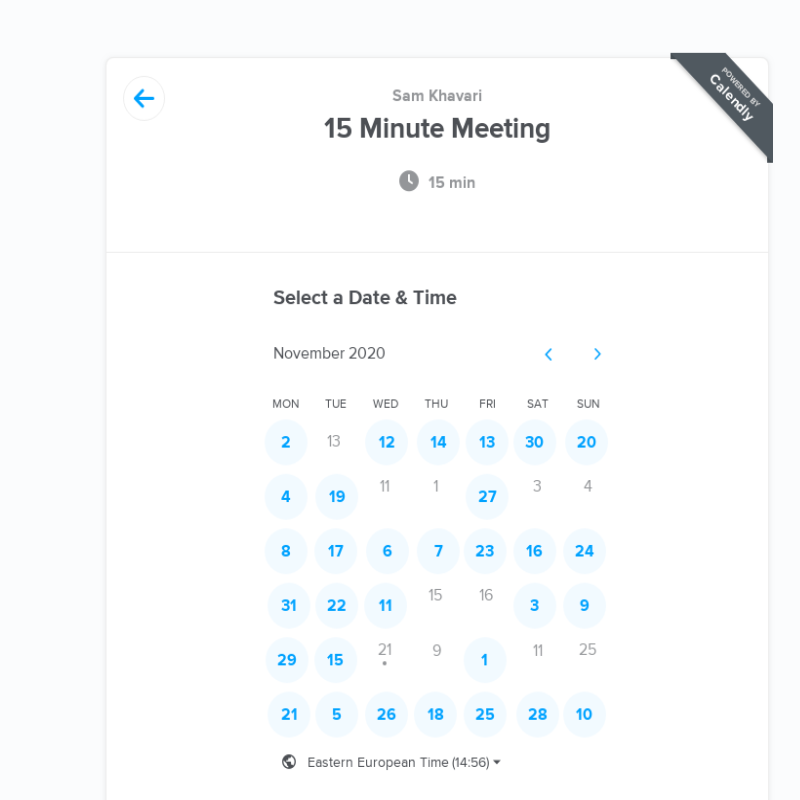 POWERED BY
Calendly
Sam Khavari
15 Minute Meeting
15 min
Select a Date & Time
November 2020
MON TUE WED THU FRI SAT SUN
2 13 12 14 13 30 20
4 19 11 1 27 3 4
8 17 6 7 23 16 24
31 22 11 15 16 3 9
29 15 21 9 1 11 25
21 5 26 18 25 28 10
Eastern European Time (14:56)